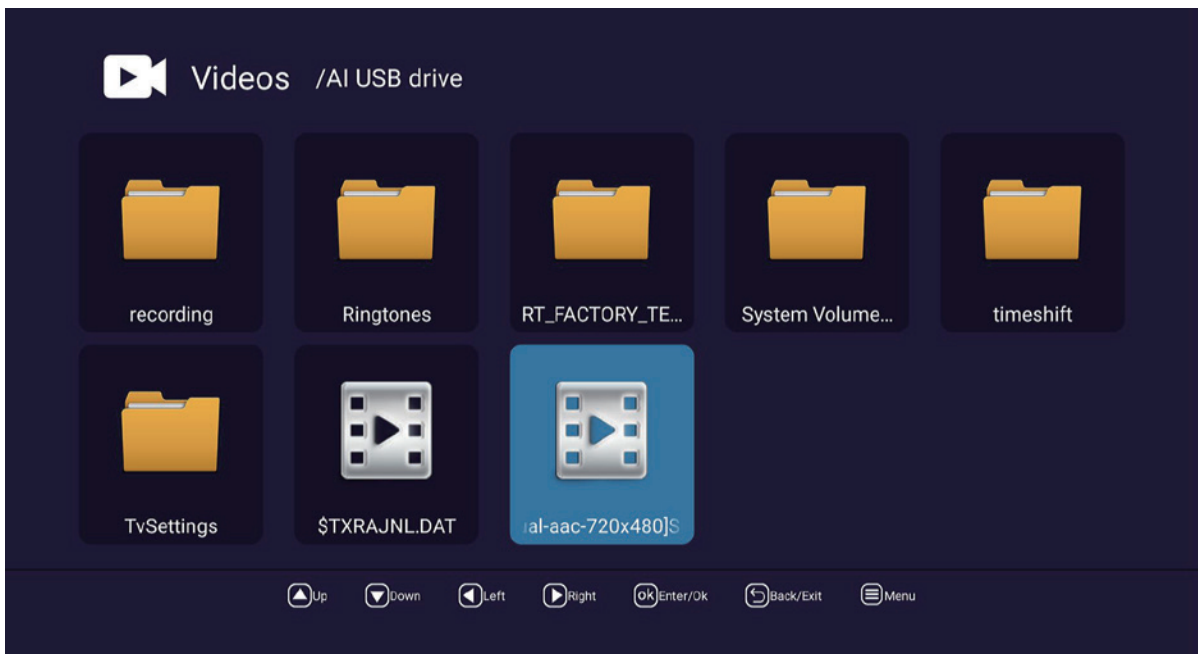 Videos /AI USB drive
recording Ringtones RT_FACTORY_TE... System Volume... timeshift
TvSettings $TXRAJNL.DAT al-aac-720x480]S
Up Down Left Right ok Enter/Ok Back/Exit Menu